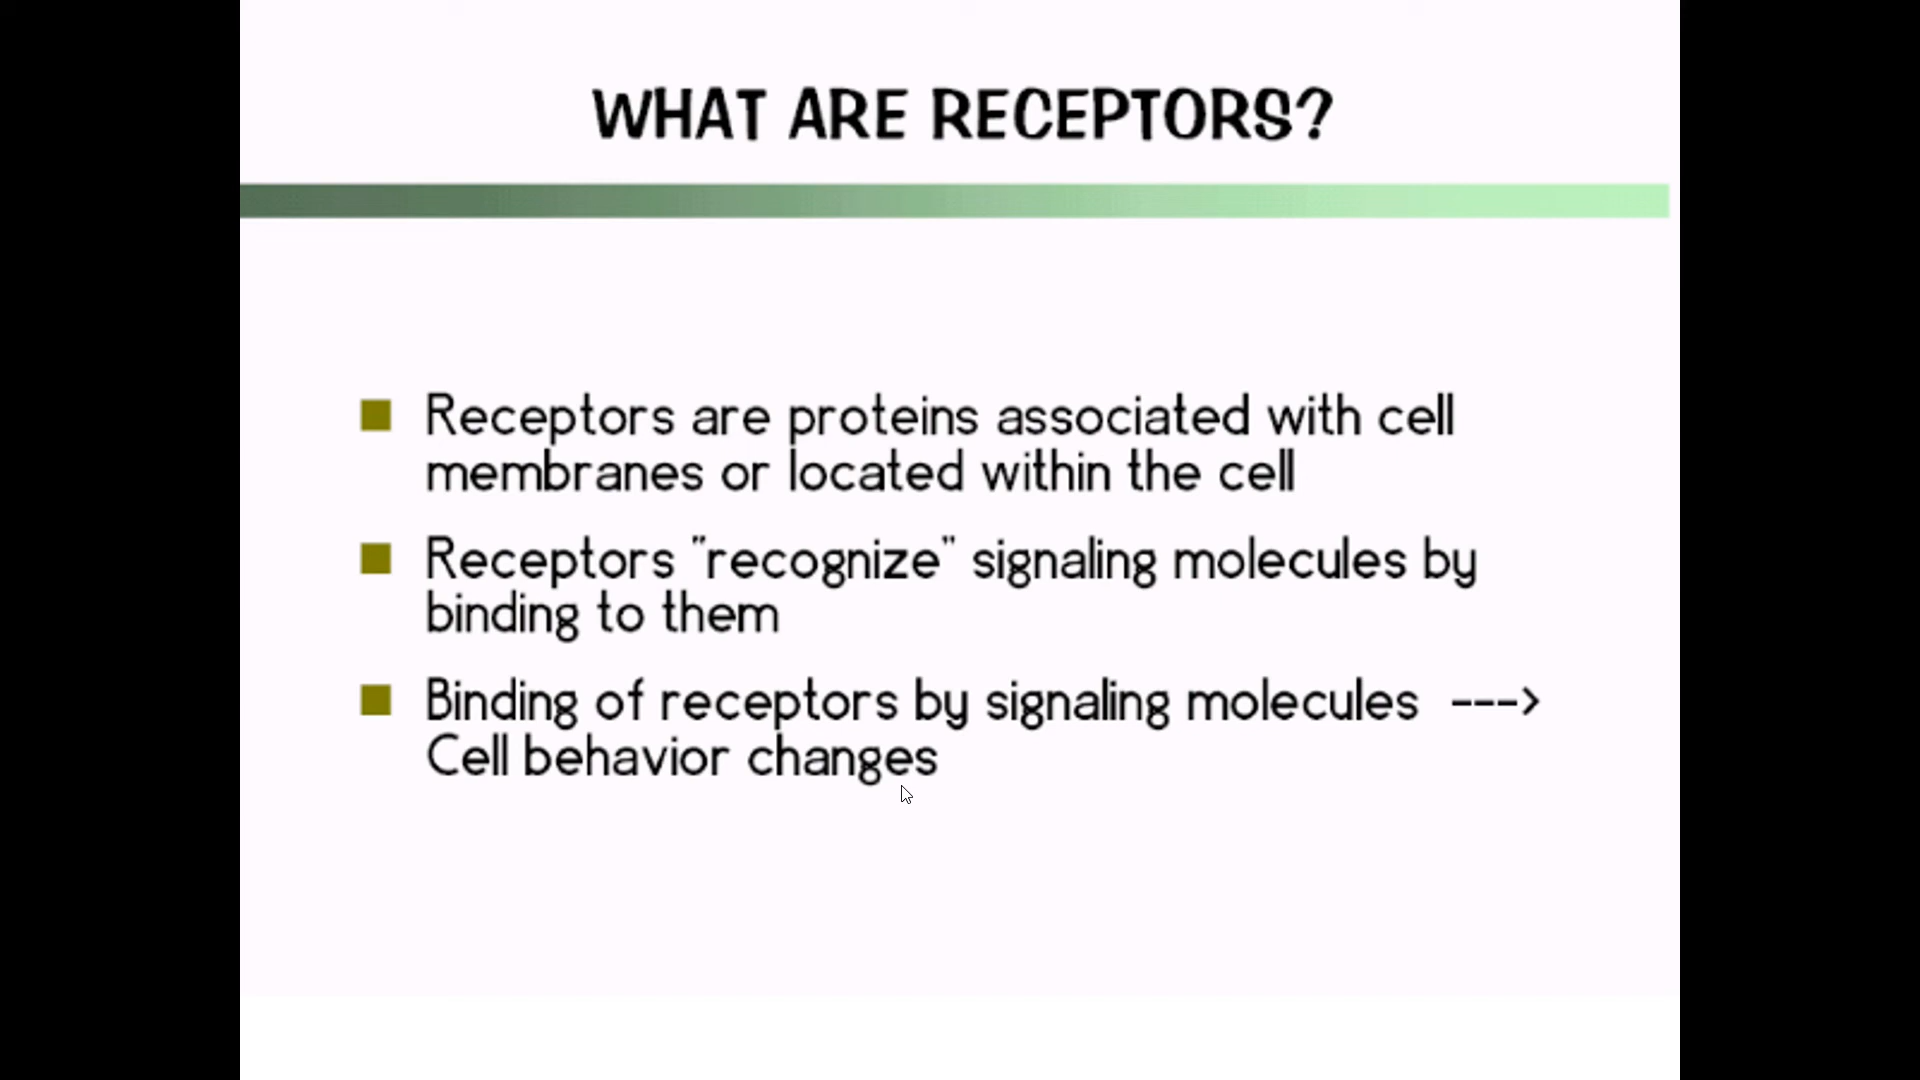 WHAT ARE RECEPTORS?
Receptors are proteins associated with cell
membranes or located within the cell
Receptors "recognize" signaling molecules by
binding to them
Binding of receptors by signaling molecules --->
Cell behavior changes